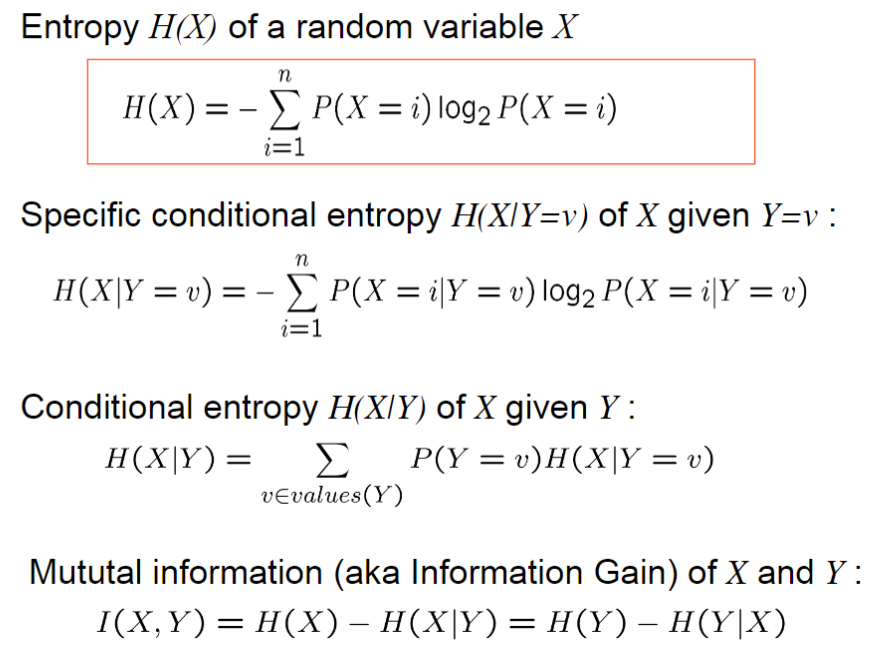 Entropy H(X) of a random variable X
H(X) = − ∑_{i=1}^{n} P(X = i) log₂ P(X = i)
Specific conditional entropy H(X|Y=v) of X given Y=v :
H(X|Y = v) = − ∑_{i=1}^{n} P(X = i|Y = v) log₂ P(X = i|Y = v)
Conditional entropy H(X|Y) of X given Y :
H(X|Y) = ∑_{v∈values(Y)} P(Y = v)H(X|Y = v)
Mututal information (aka Information Gain) of X and Y :
I(X, Y) = H(X) − H(X|Y) = H(Y) − H(Y|X)